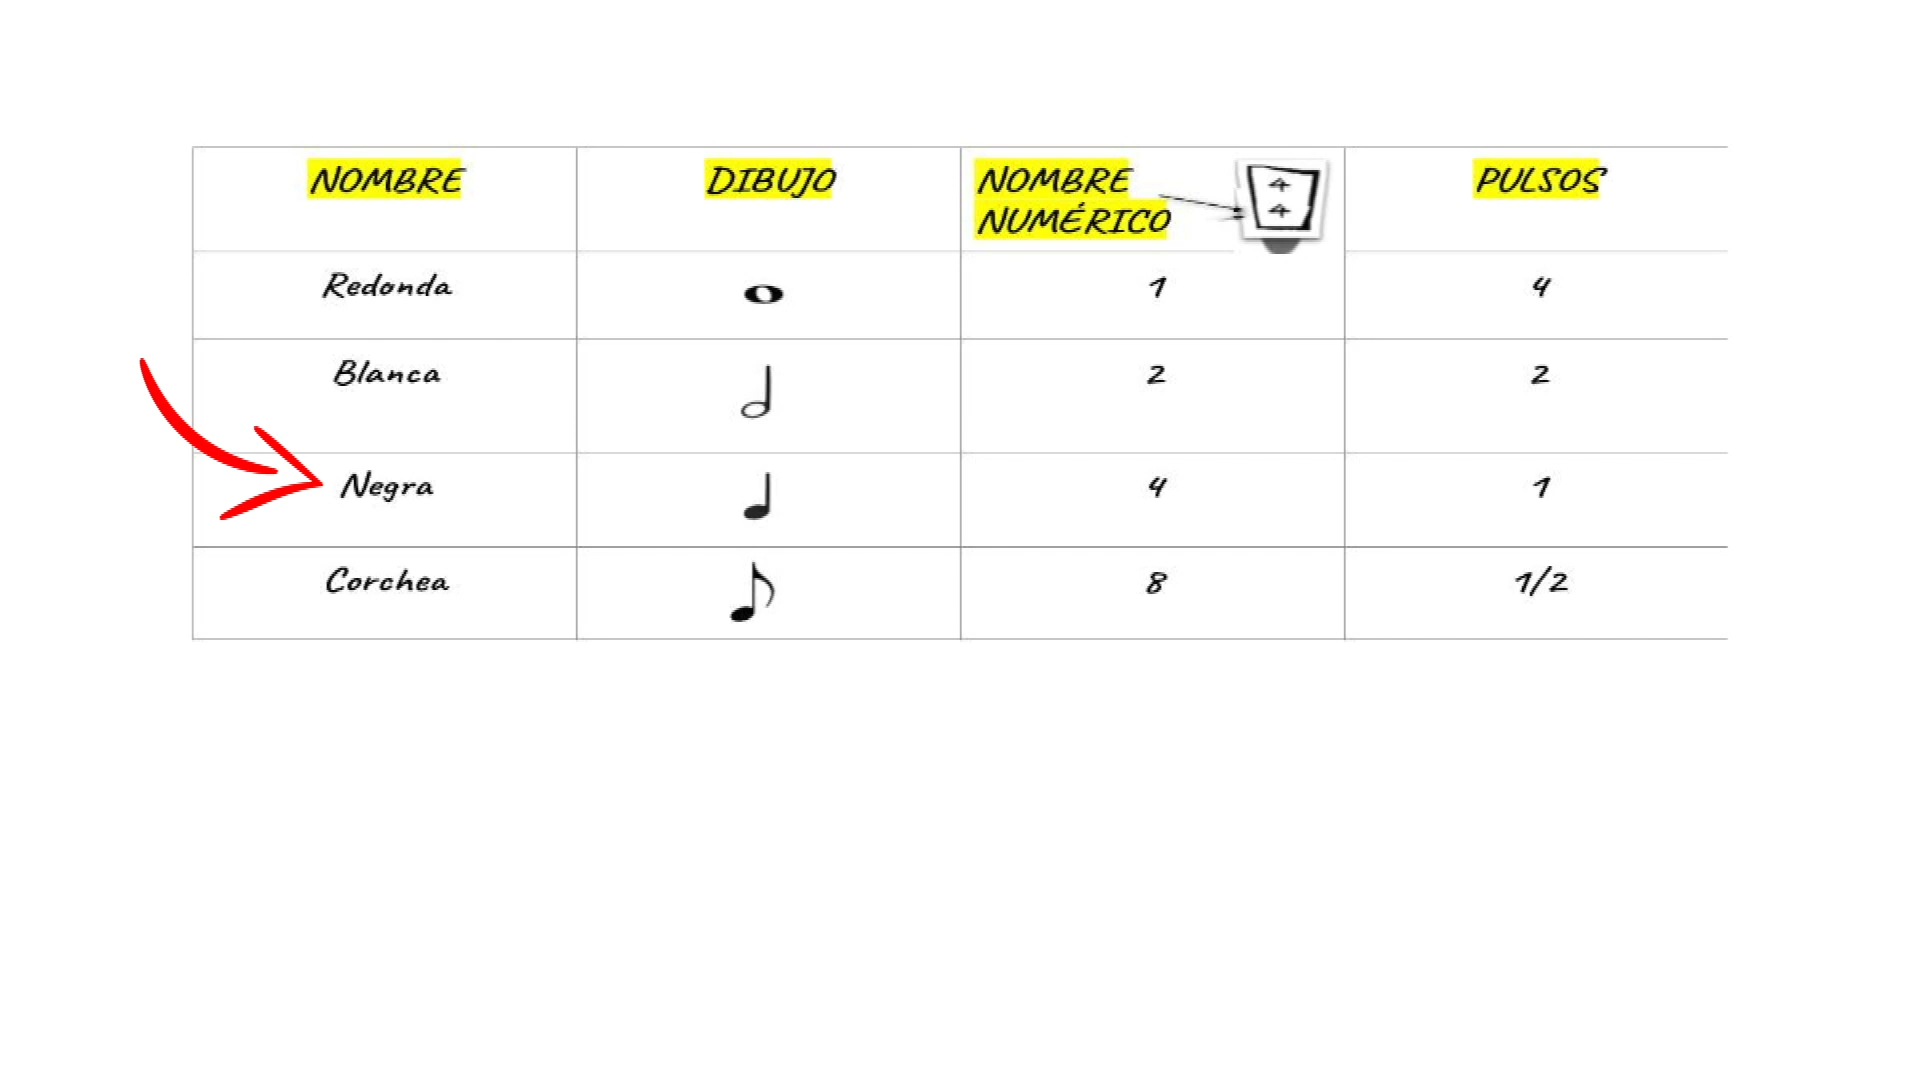 NOMBRE DIBUJO NOMBRE NUMÉRICO 4 4 PULSOS
Redonda 1 4
Blanca 2 2
Negra 4 1
Corchea 8 1/2